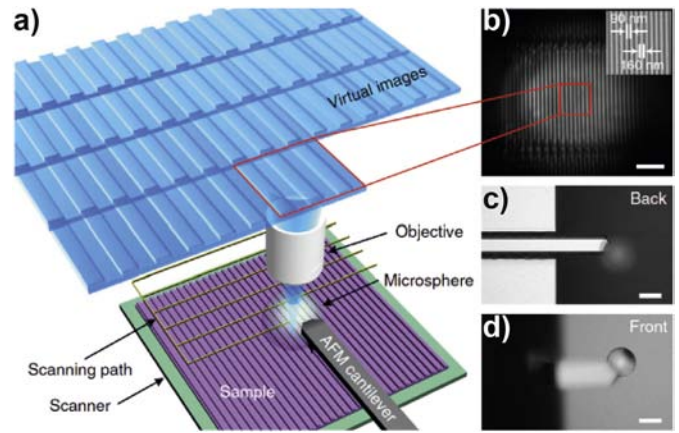 a)
Virtual images
Objective
Microsphere
Scanning path
Scanner
Sample
AFM cantilever
b)
90 nm
160 nm
c)
Back
d)
Front